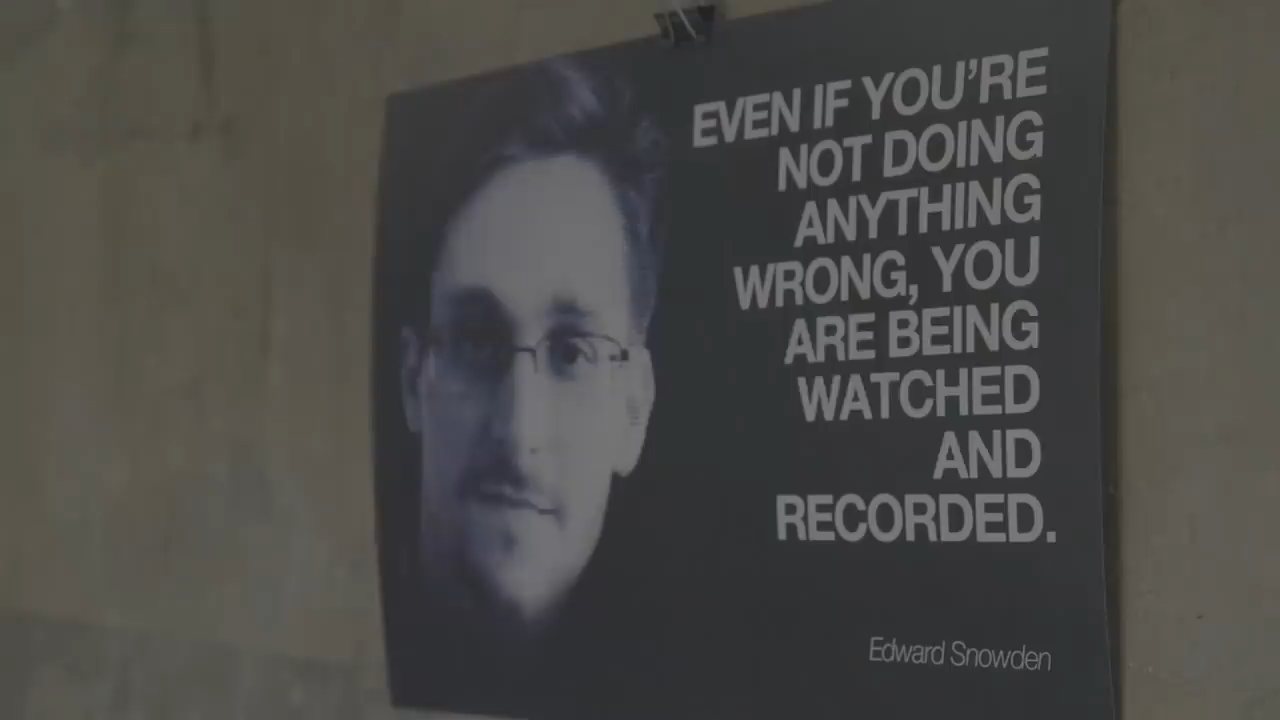 EVEN IF YOU'RE
NOT DOING
ANYTHING
WRONG, YOU
ARE BEING
WATCHED
AND
RECORDED.
Edward Snowden